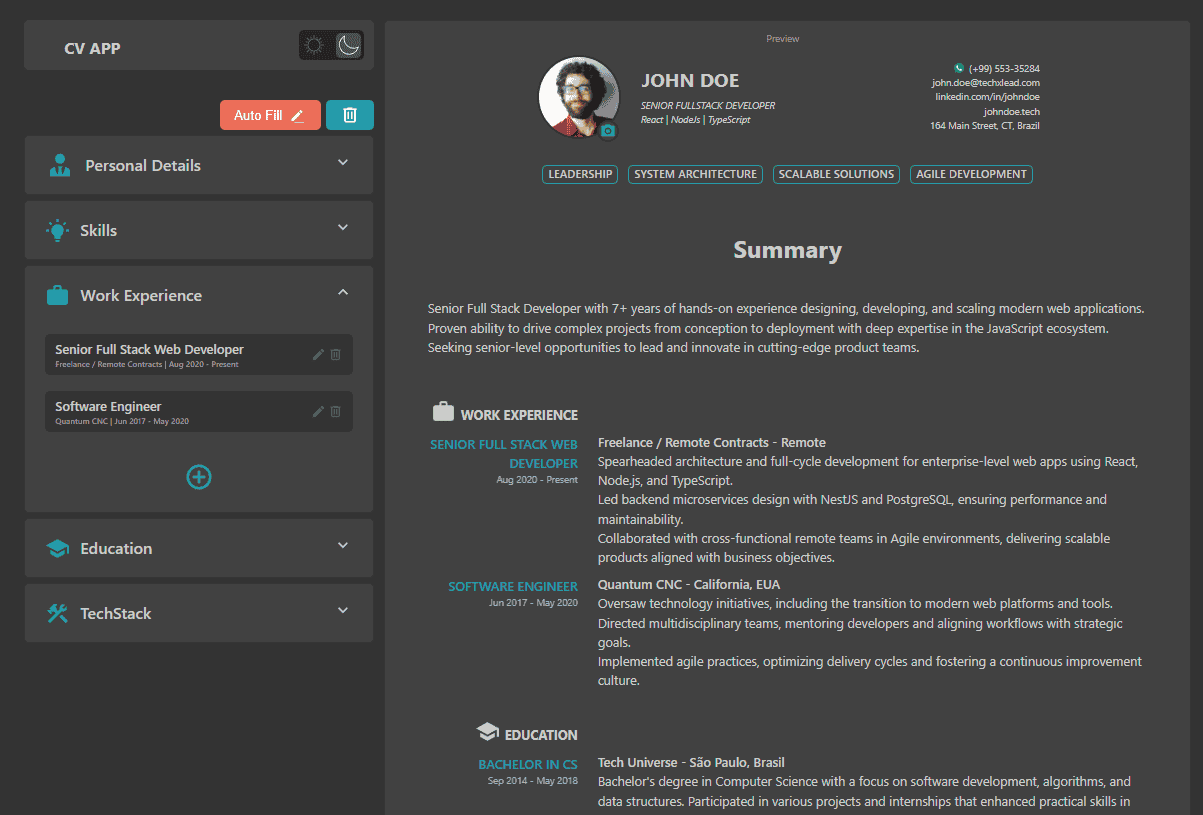 CV APP
Auto Fill
Personal Details
Skills
Work Experience
Senior Full Stack Web Developer
Freelance / Remote Contracts | Aug 2020 - Present
Software Engineer
Quantum CNC | Jun 2017 - May 2020
Education
TechStack
Preview
JOHN DOE
SENIOR FULLSTACK DEVELOPER
React | NodeJs | TypeScript
(+99) 553-35284
john.doe@techxlead.com
linkedin.com/in/johndoe
johndoe.tech
164 Main Street, CT, Brazil
LEADERSHIP
SYSTEM ARCHITECTURE
SCALABLE SOLUTIONS
AGILE DEVELOPMENT
Summary
Senior Full Stack Developer with 7+ years of hands-on experience designing, developing, and scaling modern web applications.
Proven ability to drive complex projects from conception to deployment with deep expertise in the JavaScript ecosystem.
Seeking senior-level opportunities to lead and innovate in cutting-edge product teams.
WORK EXPERIENCE
SENIOR FULL STACK WEB
DEVELOPER
Aug 2020 - Present
Freelance / Remote Contracts - Remote
Spearheaded architecture and full-cycle development for enterprise-level web apps using React,
Node.js, and TypeScript.
Led backend microservices design with NestJS and PostgreSQL, ensuring performance and
maintainability.
Collaborated with cross-functional remote teams in Agile environments, delivering scalable
products aligned with business objectives.
SOFTWARE ENGINEER
Jun 2017 - May 2020
Quantum CNC - California, EUA
Oversaw technology initiatives, including the transition to modern web platforms and tools.
Directed multidisciplinary teams, mentoring developers and aligning workflows with strategic
goals.
Implemented agile practices, optimizing delivery cycles and fostering a continuous improvement
culture.
EDUCATION
BACHELOR IN CS
Sep 2014 - May 2018
Tech Universe - São Paulo, Brasil
Bachelor's degree in Computer Science with a focus on software development, algorithms, and
data structures. Participated in various projects and internships that enhanced practical skills in